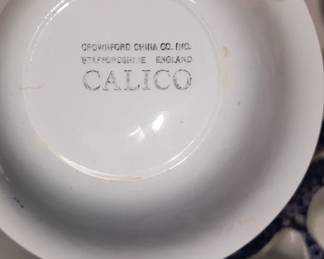 CROWNFORD CHINA CO. INC.
STAFFORDSHIRE ENGLAND
CALICO